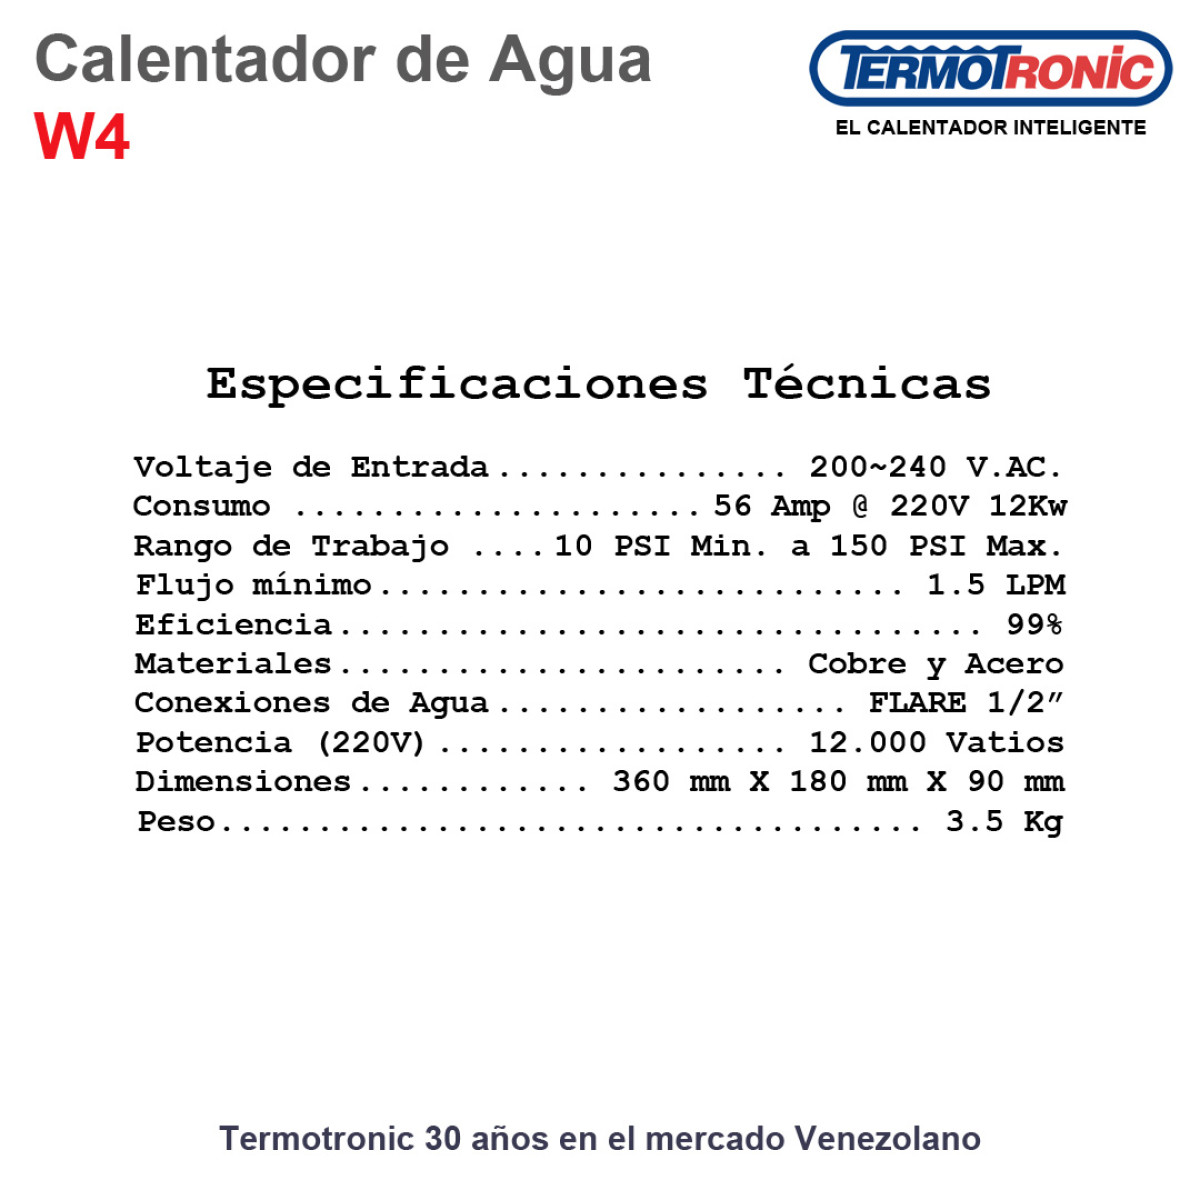 Calentador de Agua
W4
TERMOTRONIC
EL CALENTADOR INTELIGENTE
Especificaciones Técnicas
Voltaje de Entrada............... 200~240 V.AC.
Consumo .....................56 Amp @ 220V 12Kw
Rango de Trabajo ....10 PSI Min. a 150 PSI Max.
Flujo mínimo........................... 1.5 LPM
Eficiencia................................. 99%
Materiales....................... Cobre y Acero
Conexiones de Agua.................. FLARE 1/2”
Potencia (220V).................. 12.000 Vatios
Dimensiones............ 360 mm X 180 mm X 90 mm
Peso.................................... 3.5 Kg
Termotronic 30 años en el mercado Venezolano